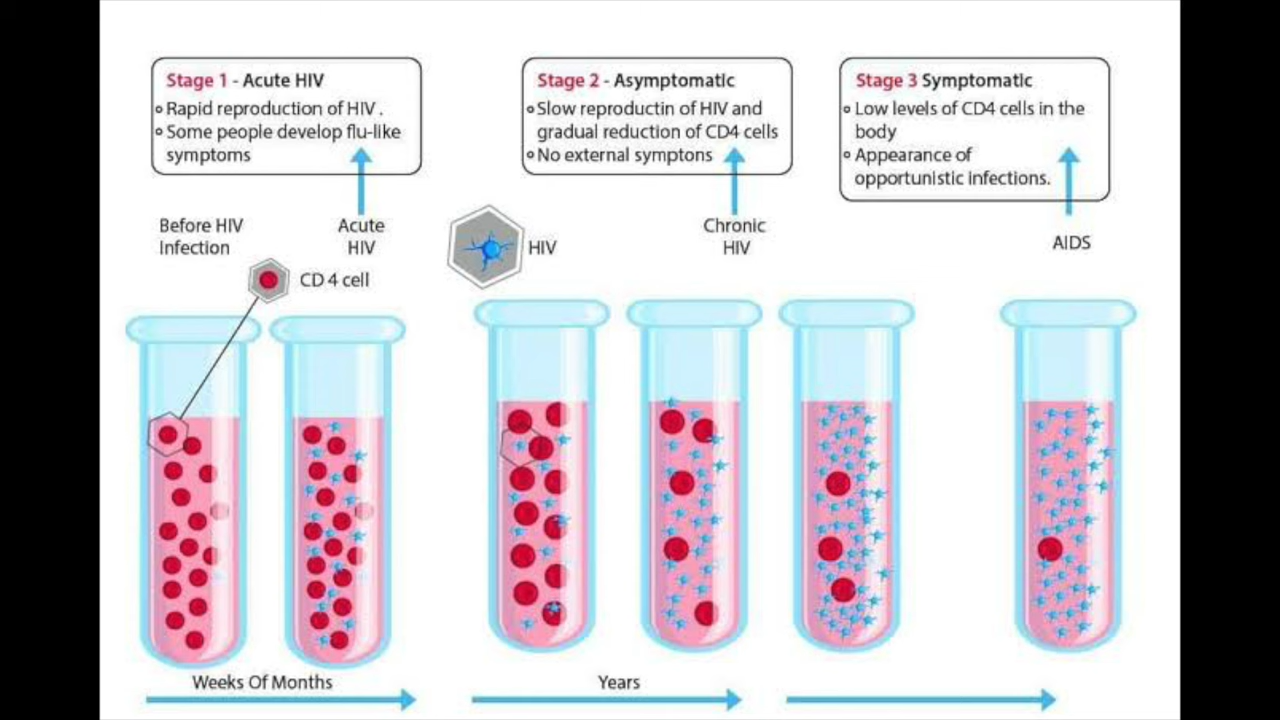 Stage 1 - Acute HIV
Rapid reproduction of HIV .
Some people develop flu-like
symptoms
Stage 2 - Asymptomatic
Slow reproductin of HIV and
gradual reduction of CD4 cells
No external symptons
Stage 3 Symptomatic
Low levels of CD4 cells in the
body
Appearance of
opportunistic infections.
Before HIV
Infection
Acute
HIV
CD 4 cell
HIV
Chronic
HIV
AIDS
Weeks Of Months
Years